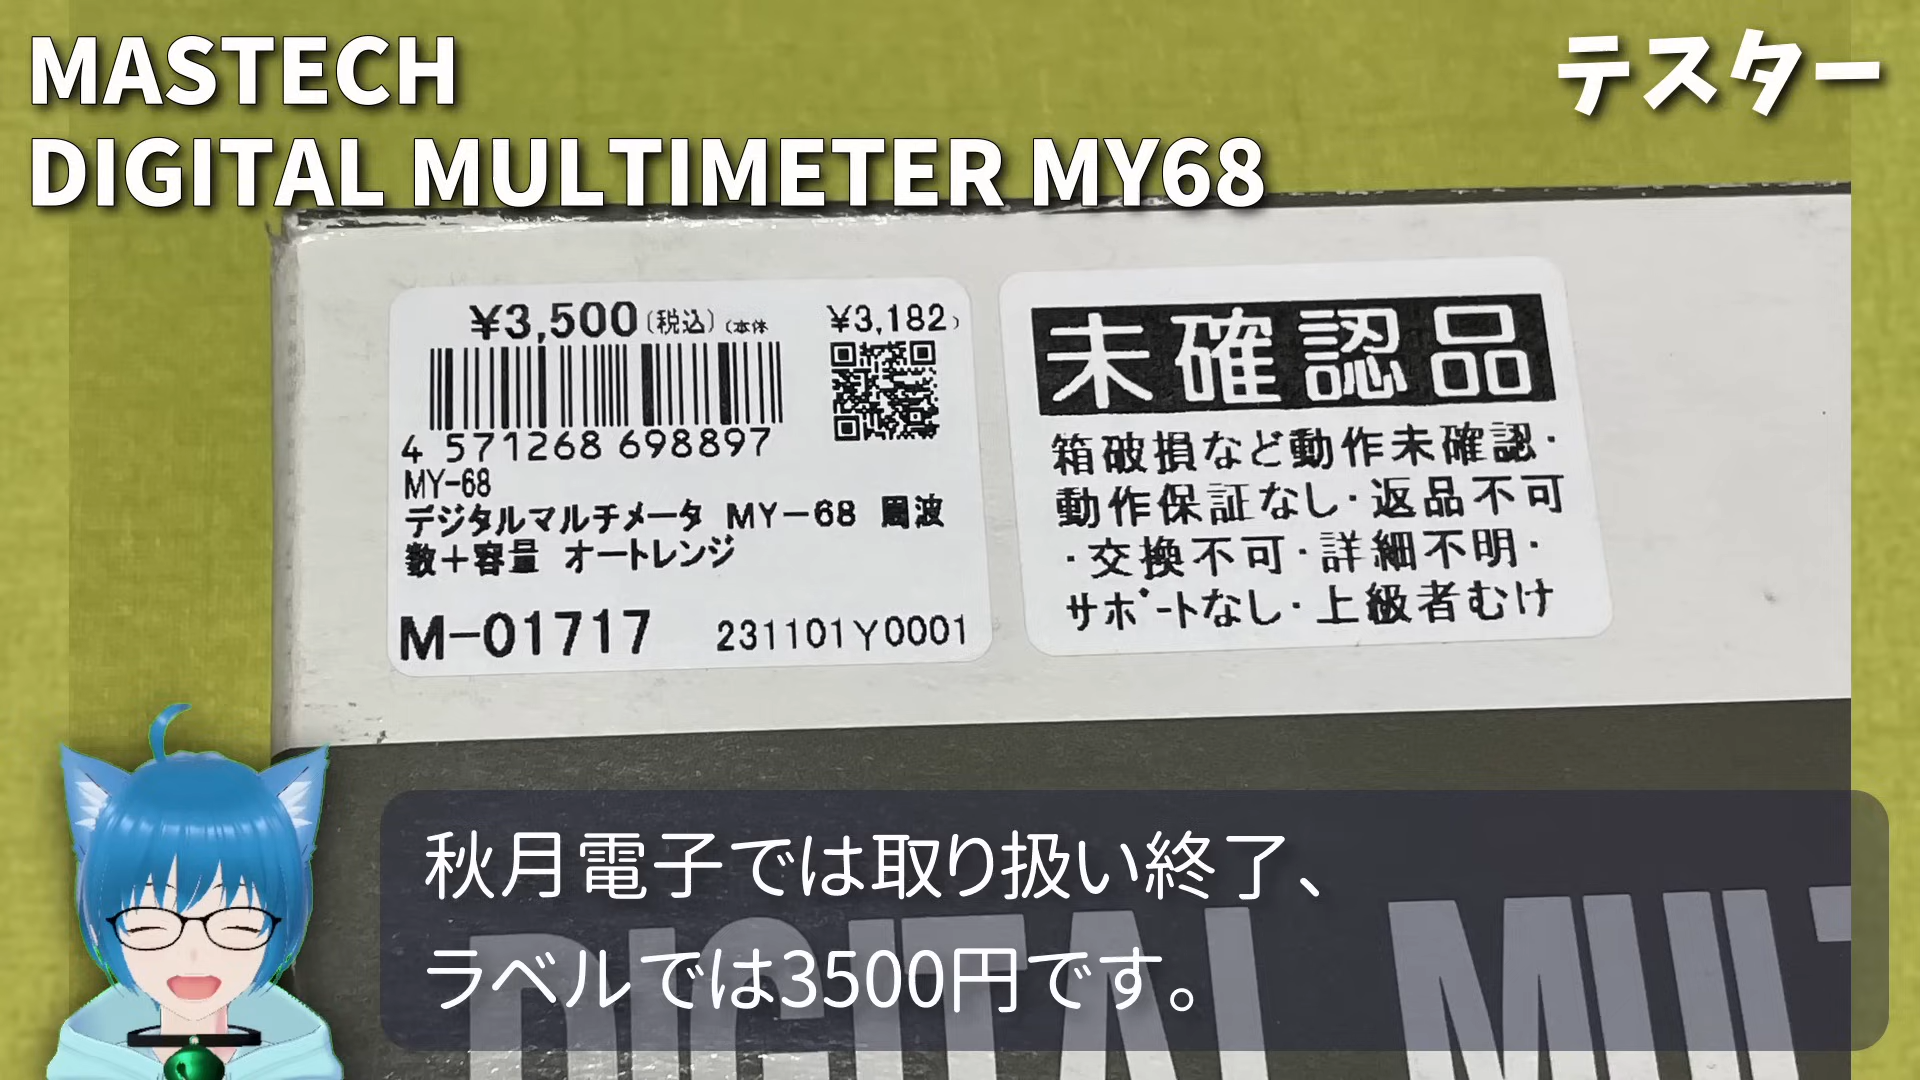 MASTECH
DIGITAL MULTIMETER MY68
テスター
¥3,500(税込)(本体 ¥3,182)
4 571268 698897
MY-68
デジタルマルチメータ MY-68 周波
数+容量 オートレンジ
M-01717 231101Y0001
未確認品
箱破損など動作未確認・
動作保証なし・返品不可
・交換不可・詳細不明・
サポートなし・上級者むけ
秋月電子では取り扱い終了、
ラベルでは3500円です。
DIGITAL MULT